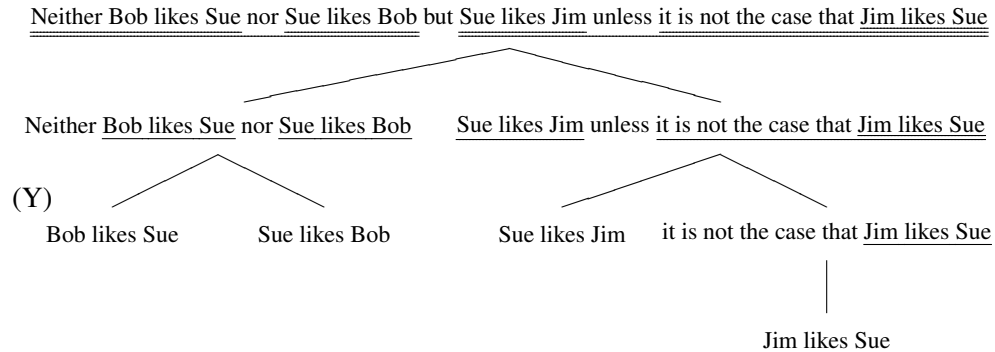 Neither Bob likes Sue nor Sue likes Bob but Sue likes Jim unless it is not the case that Jim likes Sue
Neither Bob likes Sue nor Sue likes Bob Sue likes Jim unless it is not the case that Jim likes Sue
(Y)
Bob likes Sue Sue likes Bob Sue likes Jim it is not the case that Jim likes Sue
Jim likes Sue